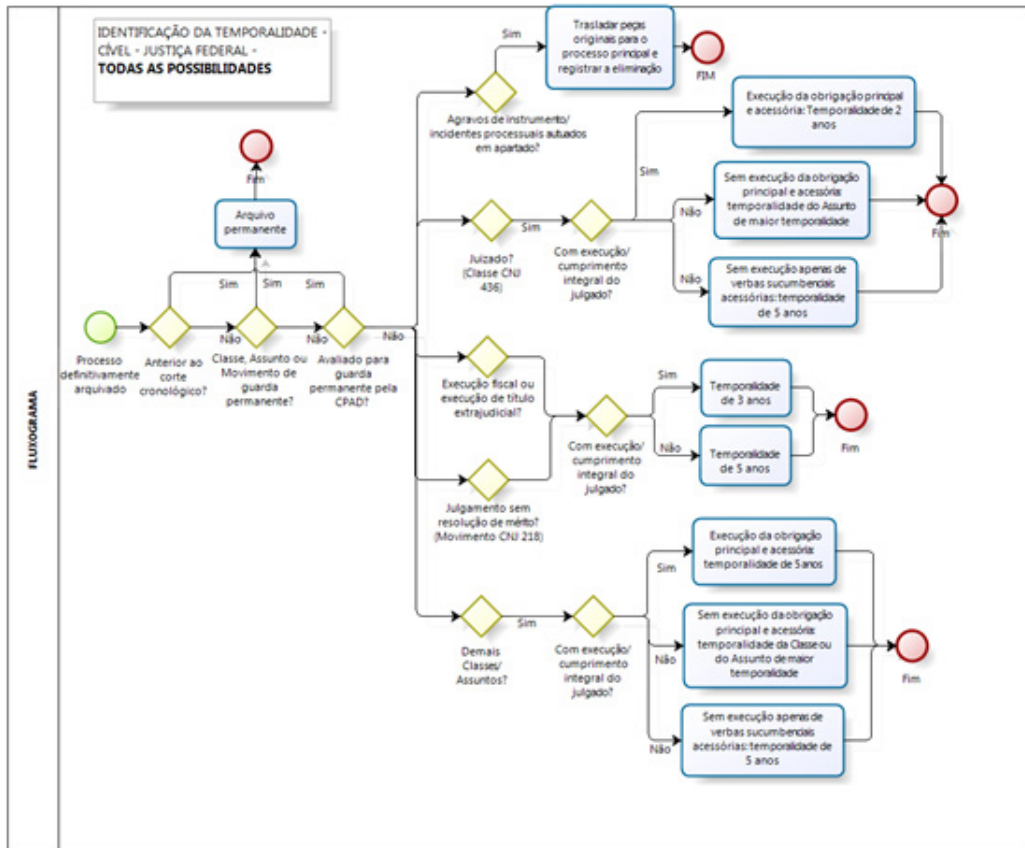 IDENTIFICAÇÃO DA TEMPORALIDADE -
CÍVEL - JUSTIÇA FEDERAL -
TODAS AS POSSIBILIDADES
FLUXOGRAMA
Processo
definitivamente
arquivado
Anterior ao
corte
cronológico?
Sim
Não
Classe, Assunto ou
Movimento de
guarda
permanente?
Sim
Não
Avaliado para
guarda
permanente pela
CPAD?
Sim
Não
Arquivo
permanente
Fim
Agravos de instrumento/
incidentes processuais autuados
em apartado?
Sim
Trasladar peças
originais para o
processo principal e
registrar a eliminação
FIM
Juizado?
(Classe CNJ
436)
Sim
Com execução/
cumprimento
integral do
julgado?
Sim
Execução da obrigação principal
e acessória: Temporalidade de 2
anos
Não
Sem execução da obrigação
principal e acessória:
temporalidade do Assunto
de maior temporalidade
Não
Sem execução apenas de
verbas sucumbenciais
acessórias: temporalidade
de 5 anos
Fim
Execução fiscal ou
execução de título
extrajudicial?
Julgamento sem
resolução de mérito?
(Movimento CNJ 218)
Com execução/
cumprimento
integral do
julgado?
Sim
Temporalidade
de 3 anos
Não
Temporalidade
de 5 anos
Fim
Demais
Classes/
Assuntos?
Sim
Com execução/
cumprimento
integral do
julgado?
Sim
Execução da obrigação
principal e acessória:
temporalidade de 5 anos
Não
Sem execução da obrigação
principal e acessória:
temporalidade da Classe ou
do Assunto de maior
temporalidade
Não
Sem execução apenas de
verbas sucumbenciais
acessórias: temporalidade de
5 anos
Fim